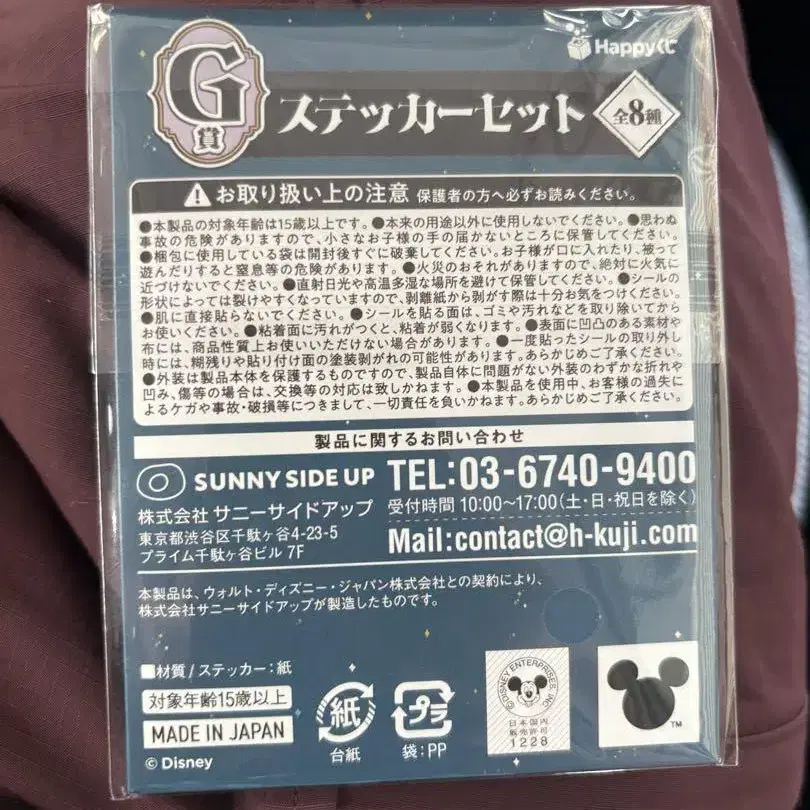 Happyくじ
G賞
ステッカーセット
全8種
お取り扱い上の注意 保護者の方へ必ずお読みください。
●本製品の対象年齢は15歳以上です。●本来の用途以外に使用しないでください。●思わぬ
事故の危険がありますので、小さなお子様の手の届かないところに保管してください。
●梱包に使用している袋は開封後すぐに破棄してください。お子様が口に入れたり、被って
遊んだりすると窒息等の危険があります。●火災のおそれがありますので、絶対に火気に
近づけないでください。●直射日光や高温多湿な場所を避けて保管してください。●シールの
形状によっては裂けやすくなっていますので、剥離紙から剥がす際は十分お気をつけください。
●肌に直接貼らないでください。●シールを貼る面は、ゴミや汚れなどを取り除いてから
お使いください。●粘着面に汚れがつくと、粘着が弱くなります。●表面に凹凸のある素材や
布には、商品性質上お使いいただけない場合があります。●一度貼ったシールの取り外し
時には、糊残りや貼り付け面の塗装剥がれの可能性があります。あらかじめご了承ください。
●外装は製品本体を保護するものですので、製品自体に問題がない外装のわずかな折れや
凹み、傷等の場合は、交換等の対応は致しかねます。●本製品を使用中、お客様の過失に
よるケガや事故・破損等につきまして、一切責任を負いかねます。あらかじめご了承ください。
製品に関するお問い合わせ
SUNNY SIDE UP
株式会社 サニーサイドアップ
東京都渋谷区千駄ヶ谷4-23-5
プライム千駄ヶ谷ビル 7F
TEL:03-6740-9400
受付時間 10:00〜17:00(土・日・祝日を除く)
Mail:contact@h-kuji.com
本製品は、ウォルト・ディズニー・ジャパン株式会社との契約により、
株式会社サニーサイドアップが製造したものです。
■材質/ステッカー:紙
対象年齢15歳以上
MADE IN JAPAN
© Disney
紙
台紙
プラ
袋:PP
©DISNEY ENTERPRISES, INC.
日本国内
販売許可
1228
TM